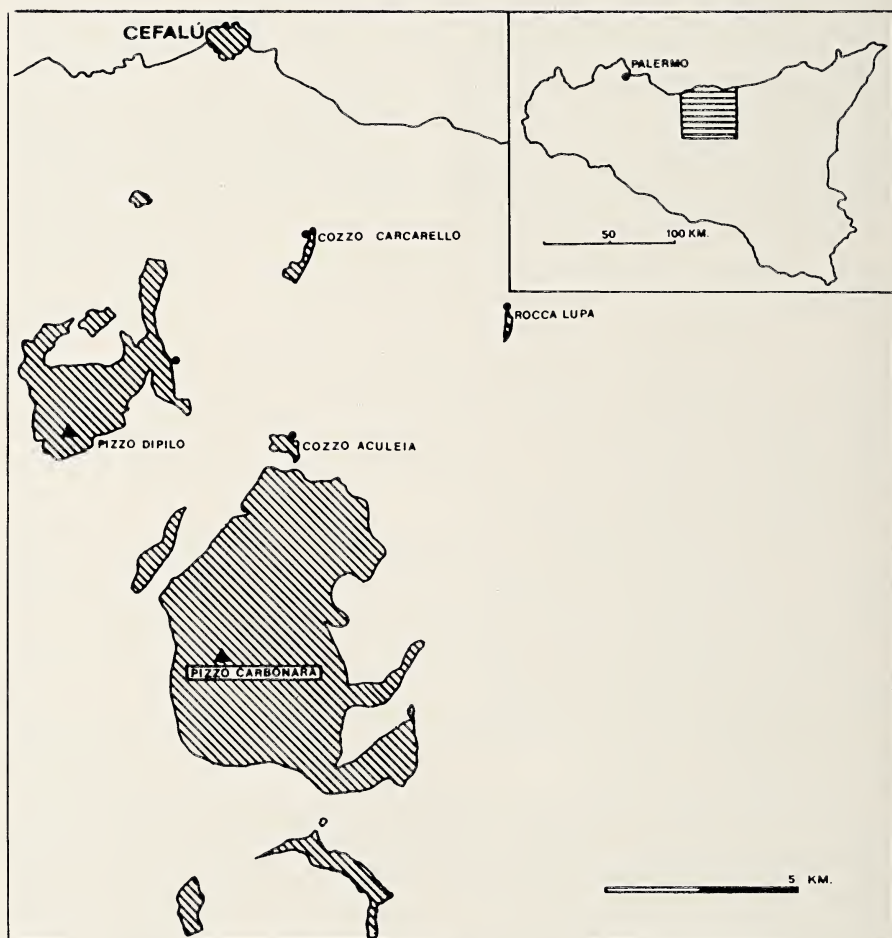 CEFALÚ
PALERMO
50 100 KM.
COZZO CARCARELLO
ROCCA LUPA
PIZZO DIPILO
COZZO ACULEIA
PIZZO CARBONARA
5 KM.